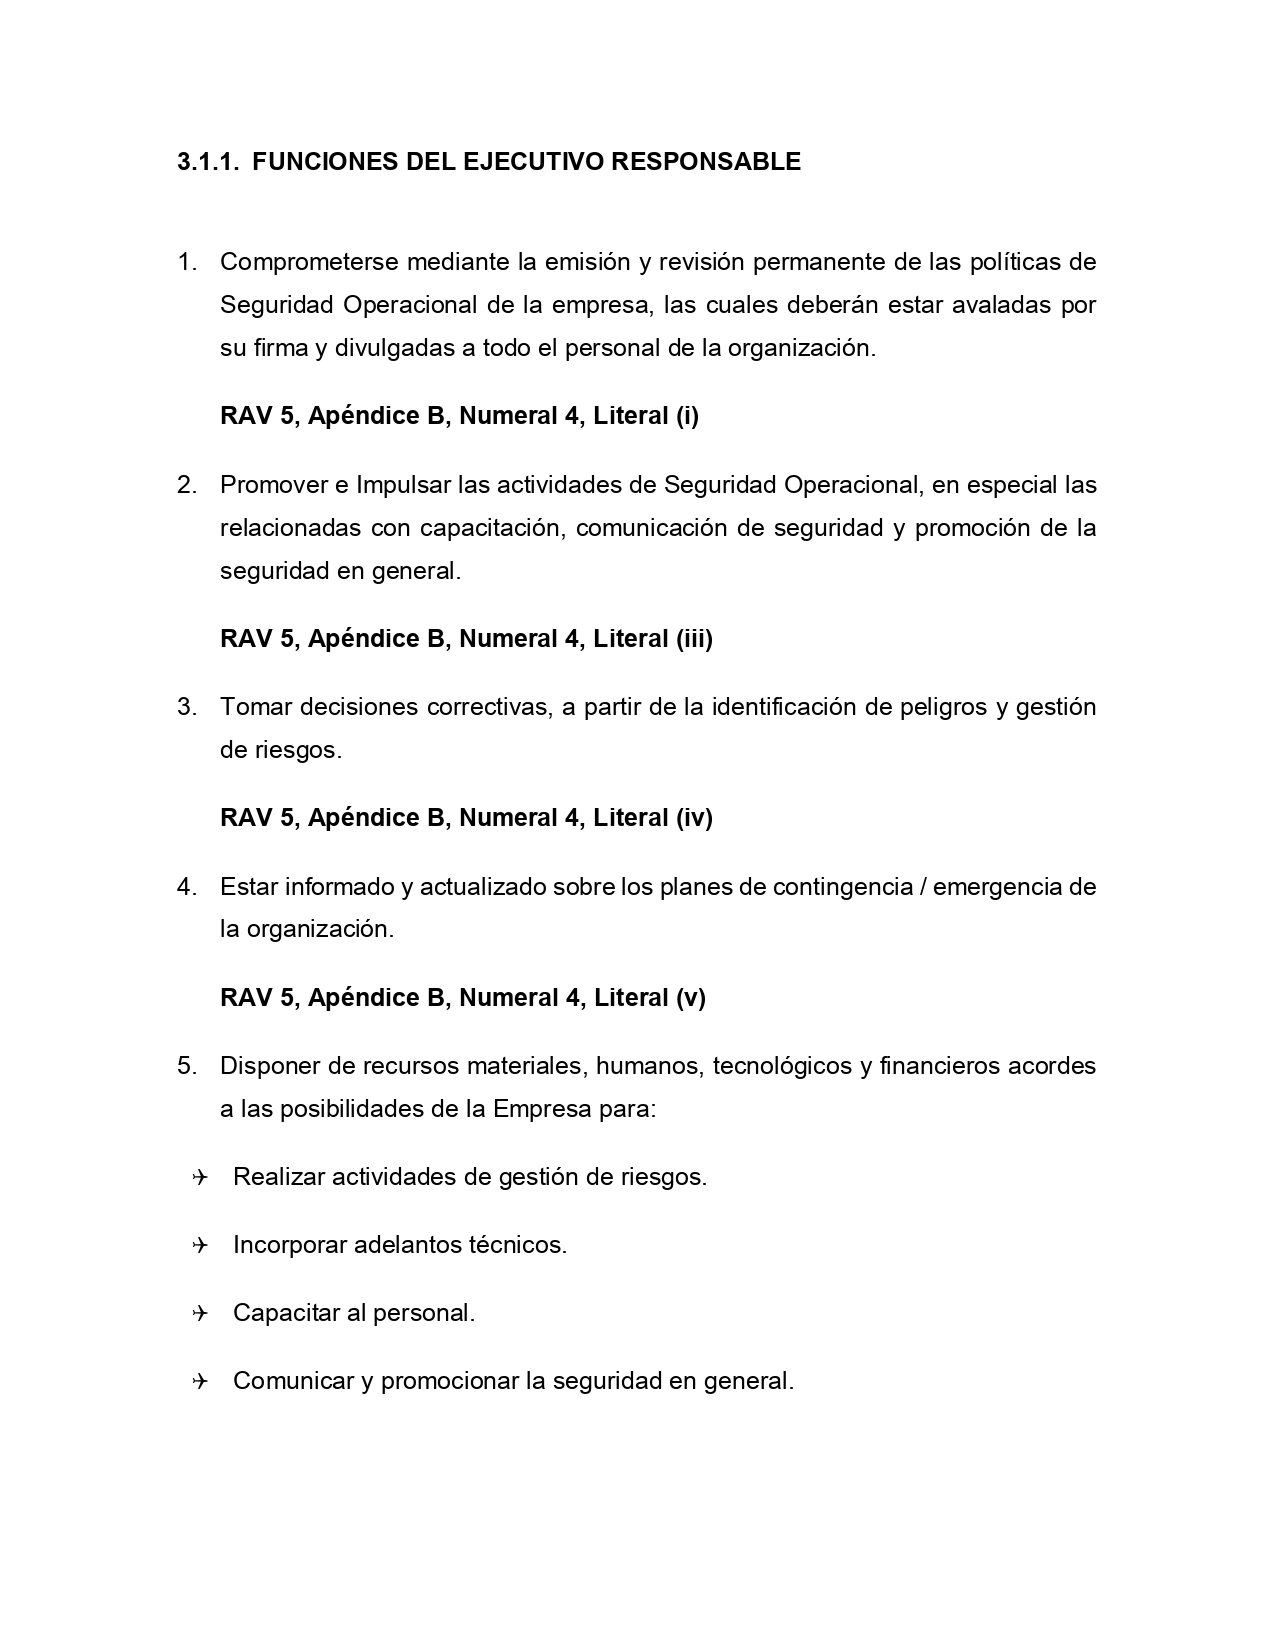 3.1.1. FUNCIONES DEL EJECUTIVO RESPONSABLE
1. Comprometerse mediante la emisión y revisión permanente de las políticas de
Seguridad Operacional de la empresa, las cuales deberán estar avaladas por
su firma y divulgadas a todo el personal de la organización.
RAV 5, Apéndice B, Numeral 4, Literal (i)
2. Promover e Impulsar las actividades de Seguridad Operacional, en especial las
relacionadas con capacitación, comunicación de seguridad y promoción de la
seguridad en general.
RAV 5, Apéndice B, Numeral 4, Literal (iii)
3. Tomar decisiones correctivas, a partir de la identificación de peligros y gestión
de riesgos.
RAV 5, Apéndice B, Numeral 4, Literal (iv)
4. Estar informado y actualizado sobre los planes de contingencia / emergencia de
la organización.
RAV 5, Apéndice B, Numeral 4, Literal (v)
5. Disponer de recursos materiales, humanos, tecnológicos y financieros acordes
a las posibilidades de la Empresa para:
✈ Realizar actividades de gestión de riesgos.
✈ Incorporar adelantos técnicos.
✈ Capacitar al personal.
✈ Comunicar y promocionar la seguridad en general.